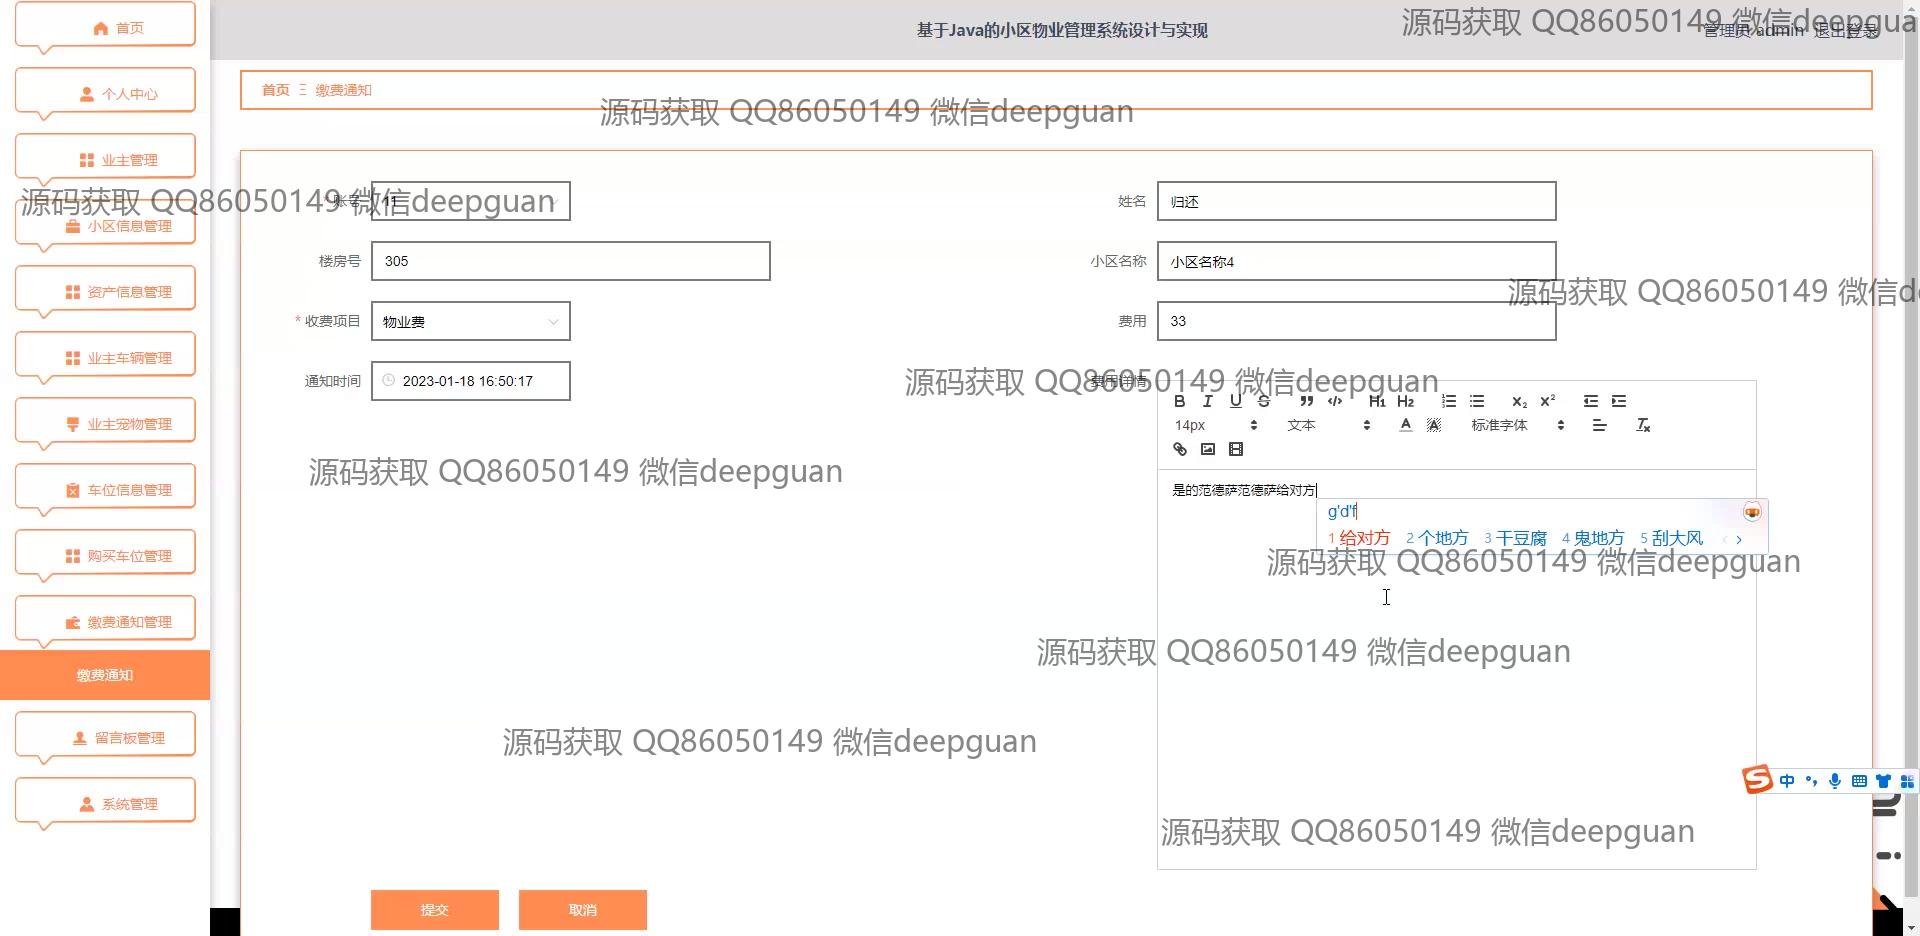 首页
个人中心
业主管理
小区信息管理
资产信息管理
业主车辆管理
业主宠物管理
车位信息管理
购买车位管理
缴费通知管理
缴费通知
留言板管理
系统管理
基于Java的小区物业管理系统设计与实现
管理员 admin 退出登录
首页 缴费通知
* 账号 11
姓名 归还
楼房号 305
小区名称 小区名称4
* 收费项目 物业费
费用 33
通知时间 2023-01-18 16:50:17
费用详情
B I U S H1 H2 X2 X2
14px 文本 A A 标准字体 Tx
是的范德萨范德萨给对方
g'd'f
1 给对方 2 个地方 3 干豆腐 4 鬼地方 5 刮大风
提交 取消
S 中
源码获取 QQ86050149 微信deepgua
源码获取 QQ86050149 微信deepguan
源码获取 QQ86050149 微信deepguan
源码获取 QQ86050149 微信de
源码获取 QQ86050149 微信deepguan
源码获取 QQ86050149 微信deepguan
源码获取 QQ86050149 微信deepguan
源码获取 QQ86050149 微信deepguan
源码获取 QQ86050149 微信deepguan
源码获取 QQ86050149 微信deepguan